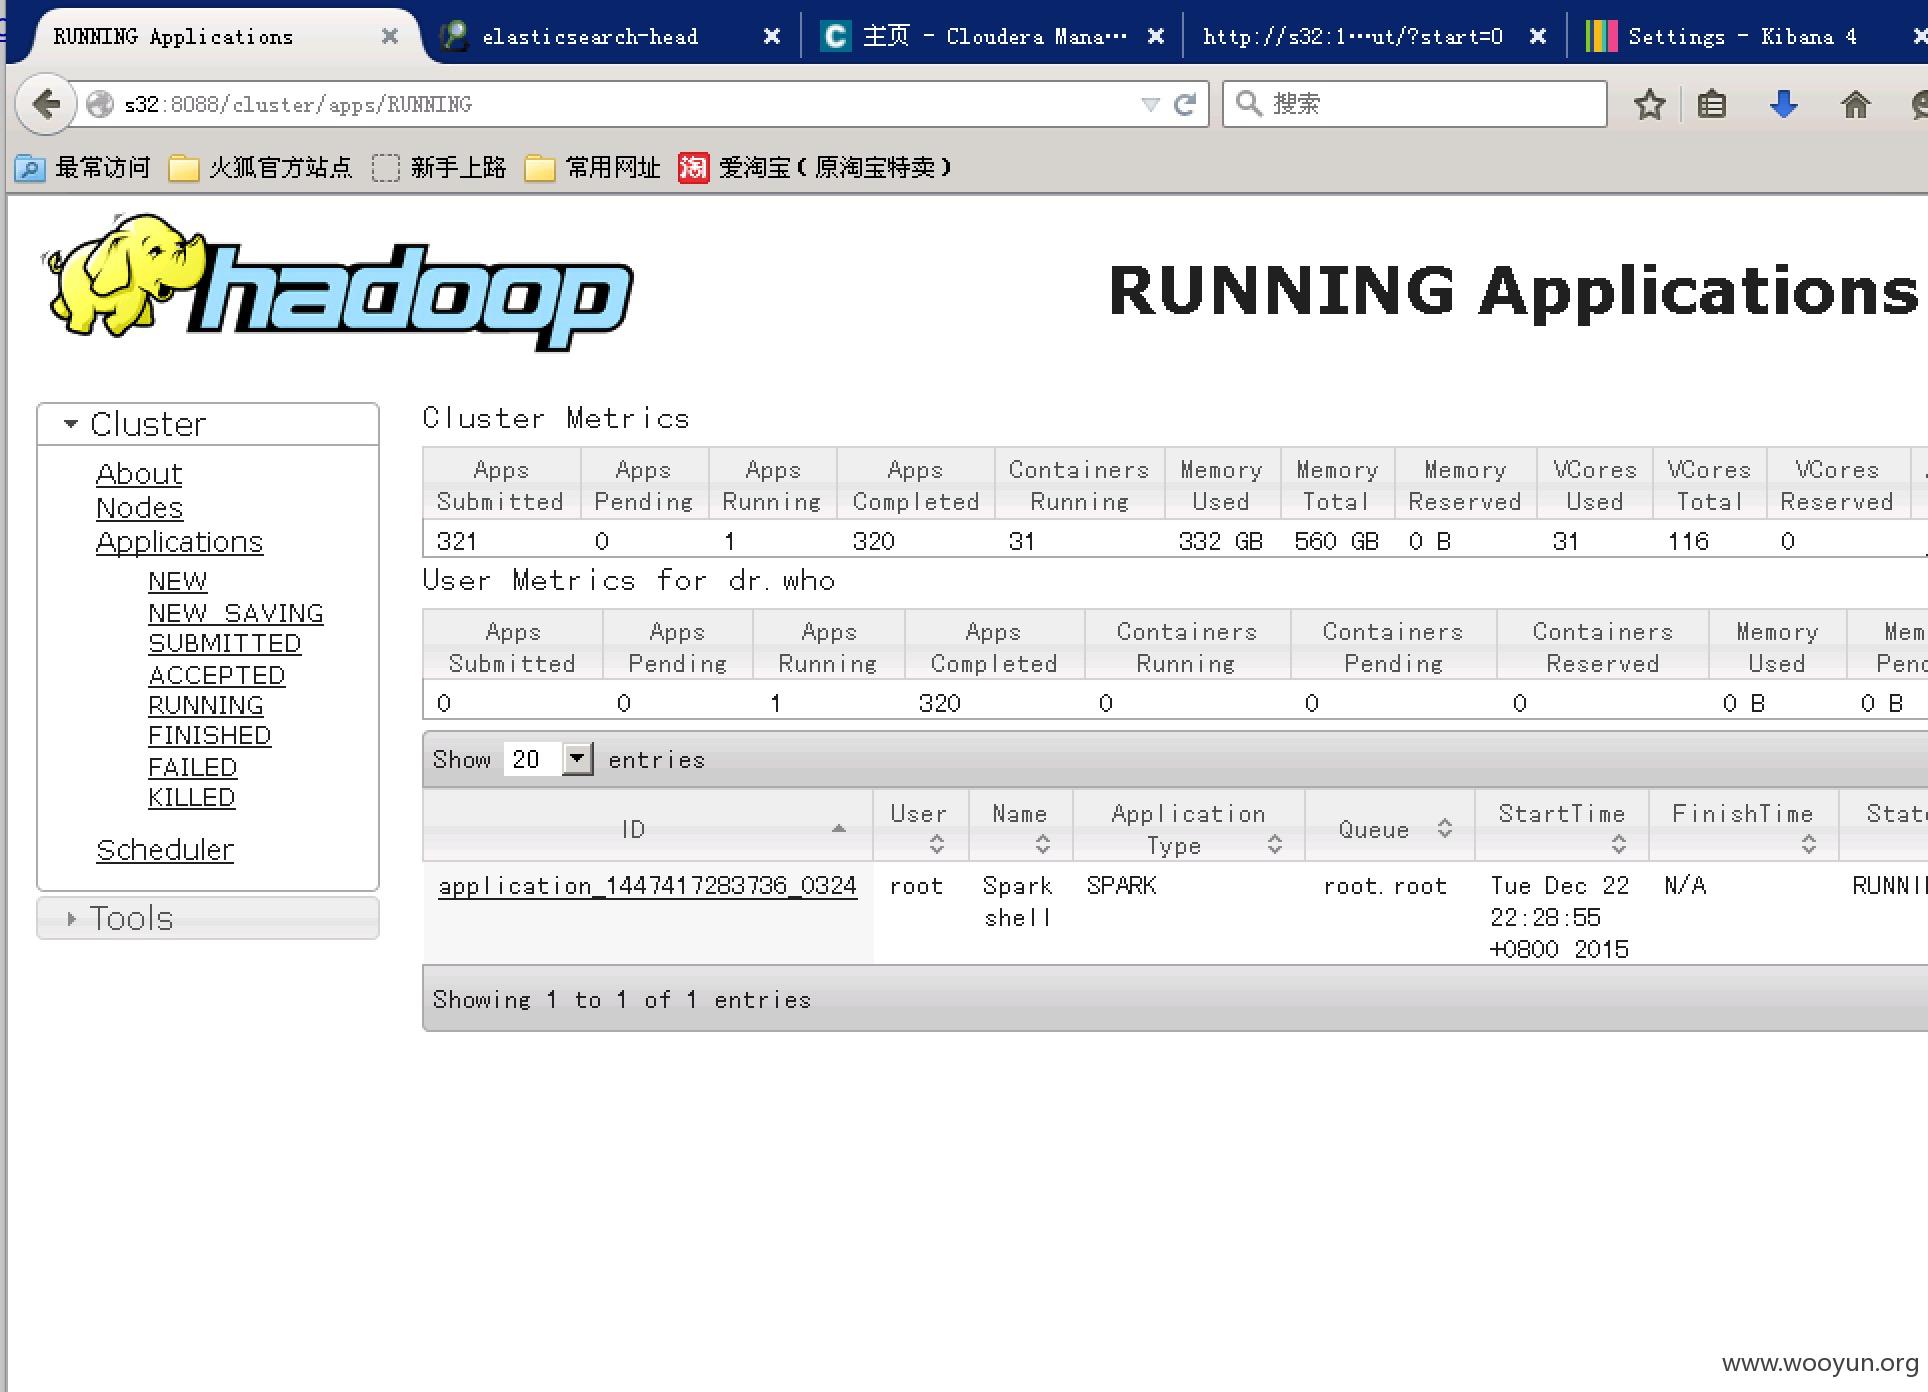 RUNNING Applications
elasticsearch-head
主页 - Cloudera Mana…
http://s32:1…ut/?start=0
Settings - Kibana 4
s32:8088/cluster/apps/RUNNING
搜索
最常访问
火狐官方站点
新手上路
常用网址
淘
爱淘宝（原淘宝特卖）
hadoop
RUNNING Applications
Cluster
About
Nodes
Applications
NEW
NEW_SAVING
SUBMITTED
ACCEPTED
RUNNING
FINISHED
FAILED
KILLED
Scheduler
Tools
Cluster Metrics
Apps Submitted Apps Pending Apps Running Apps Completed Containers Running Memory Used Memory Total Memory Reserved VCores Used VCores Total VCores Reserved
321 0 1 320 31 332 GB 560 GB 0 B 31 116 0
User Metrics for dr.who
Apps Submitted Apps Pending Apps Running Apps Completed Containers Running Containers Pending Containers Reserved Memory Used
0 0 1 320 0 0 0 0 B 0 B
Show 20 entries
ID User Name Application Type Queue StartTime FinishTime
application_1447417283736_0324 root Spark shell SPARK root.root Tue Dec 22 22:28:55 +0800 2015 N/A
Showing 1 to 1 of 1 entries
www.wooyun.org